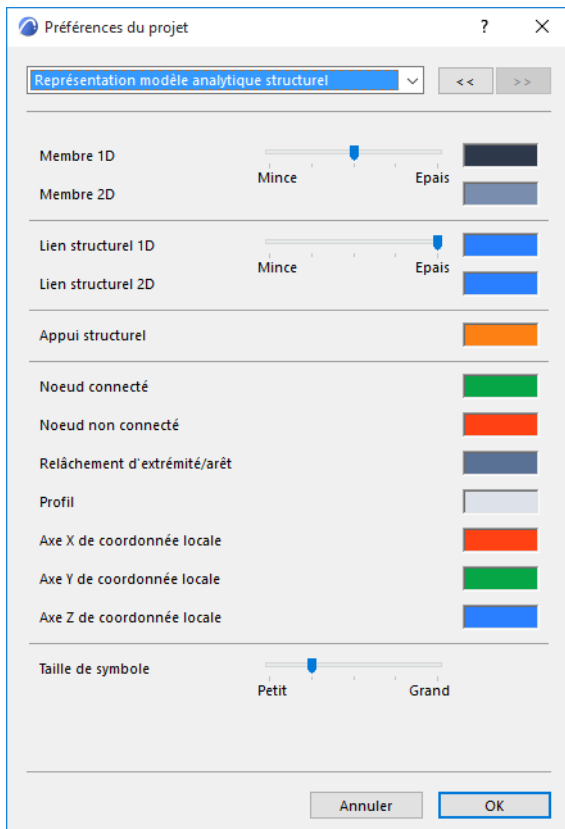 Préférences du projet
?
Représentation modèle analytique structurel
<<
>>
Membre 1D
Mince
Epais
Membre 2D
Lien structurel 1D
Mince
Epais
Lien structurel 2D
Appui structurel
Noeud connecté
Noeud non connecté
Relâchement d'extrémité/arêt
Profil
Axe X de coordonnée locale
Axe Y de coordonnée locale
Axe Z de coordonnée locale
Taille de symbole
Petit
Grand
Annuler
OK